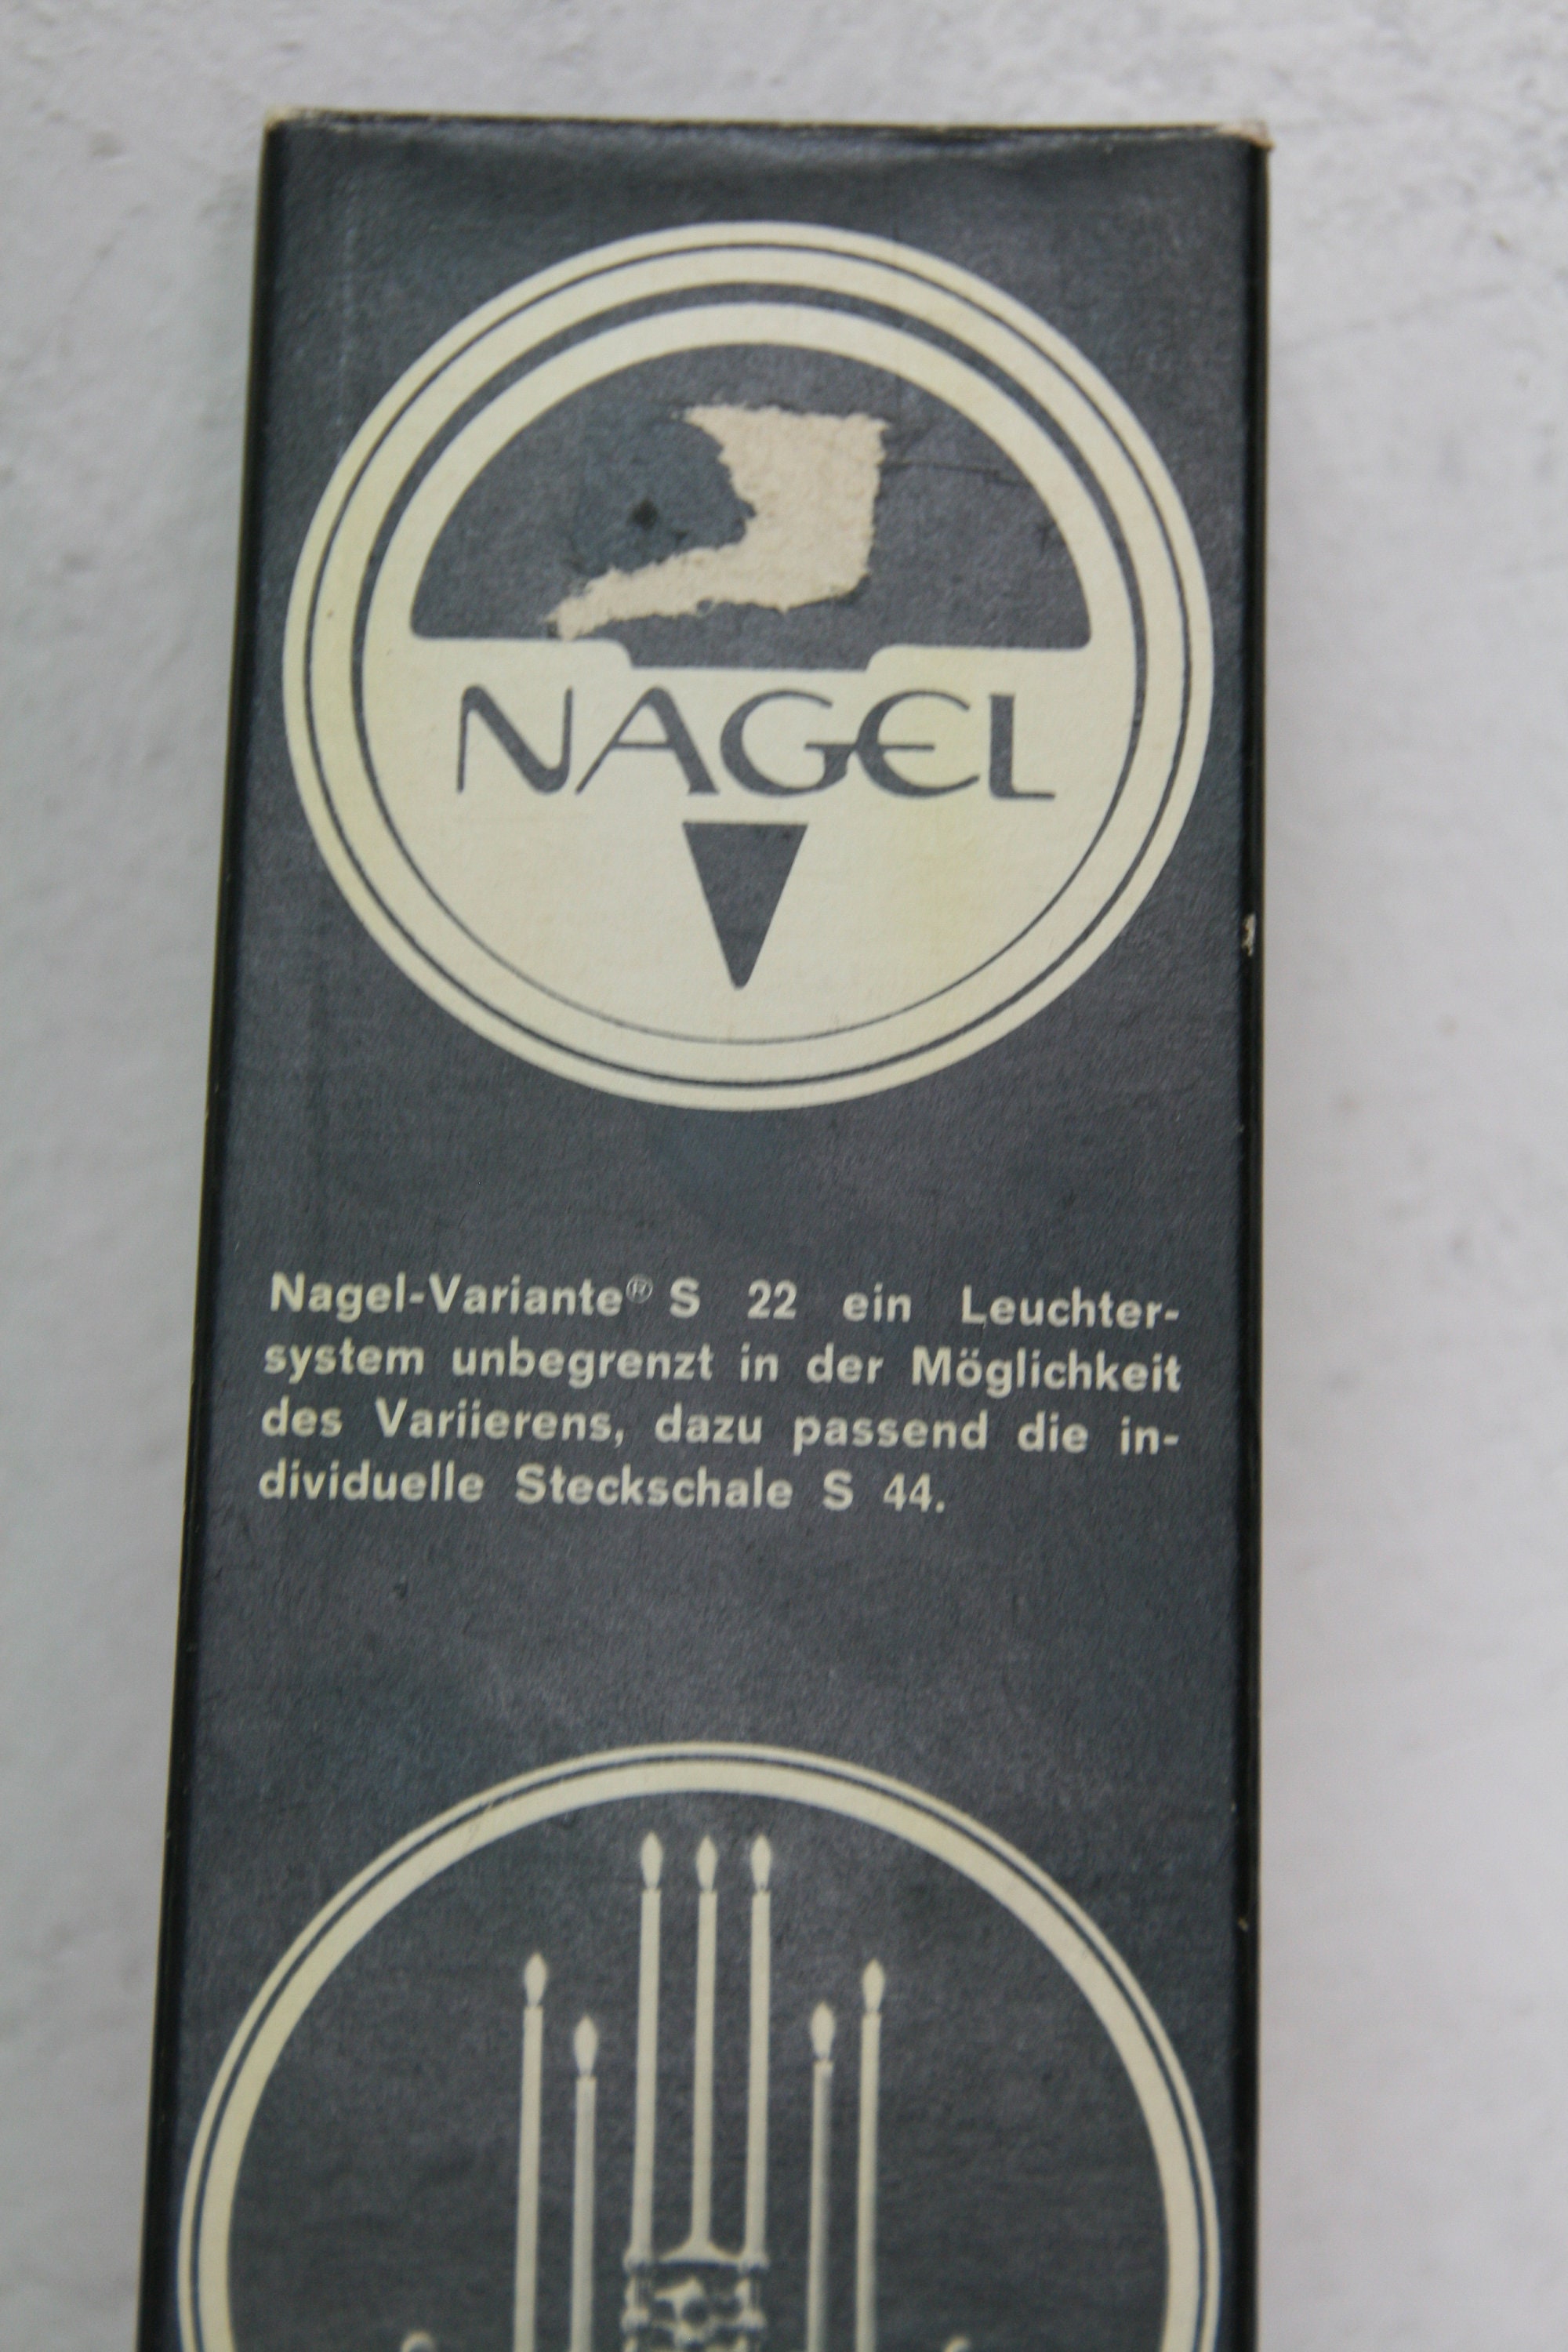 NAGEL
Nagel-Variante® S 22 ein Leuchter-
system unbegrenzt in der Möglichkeit
des Variierens, dazu passend die in-
dividuelle Steckschale S 44.